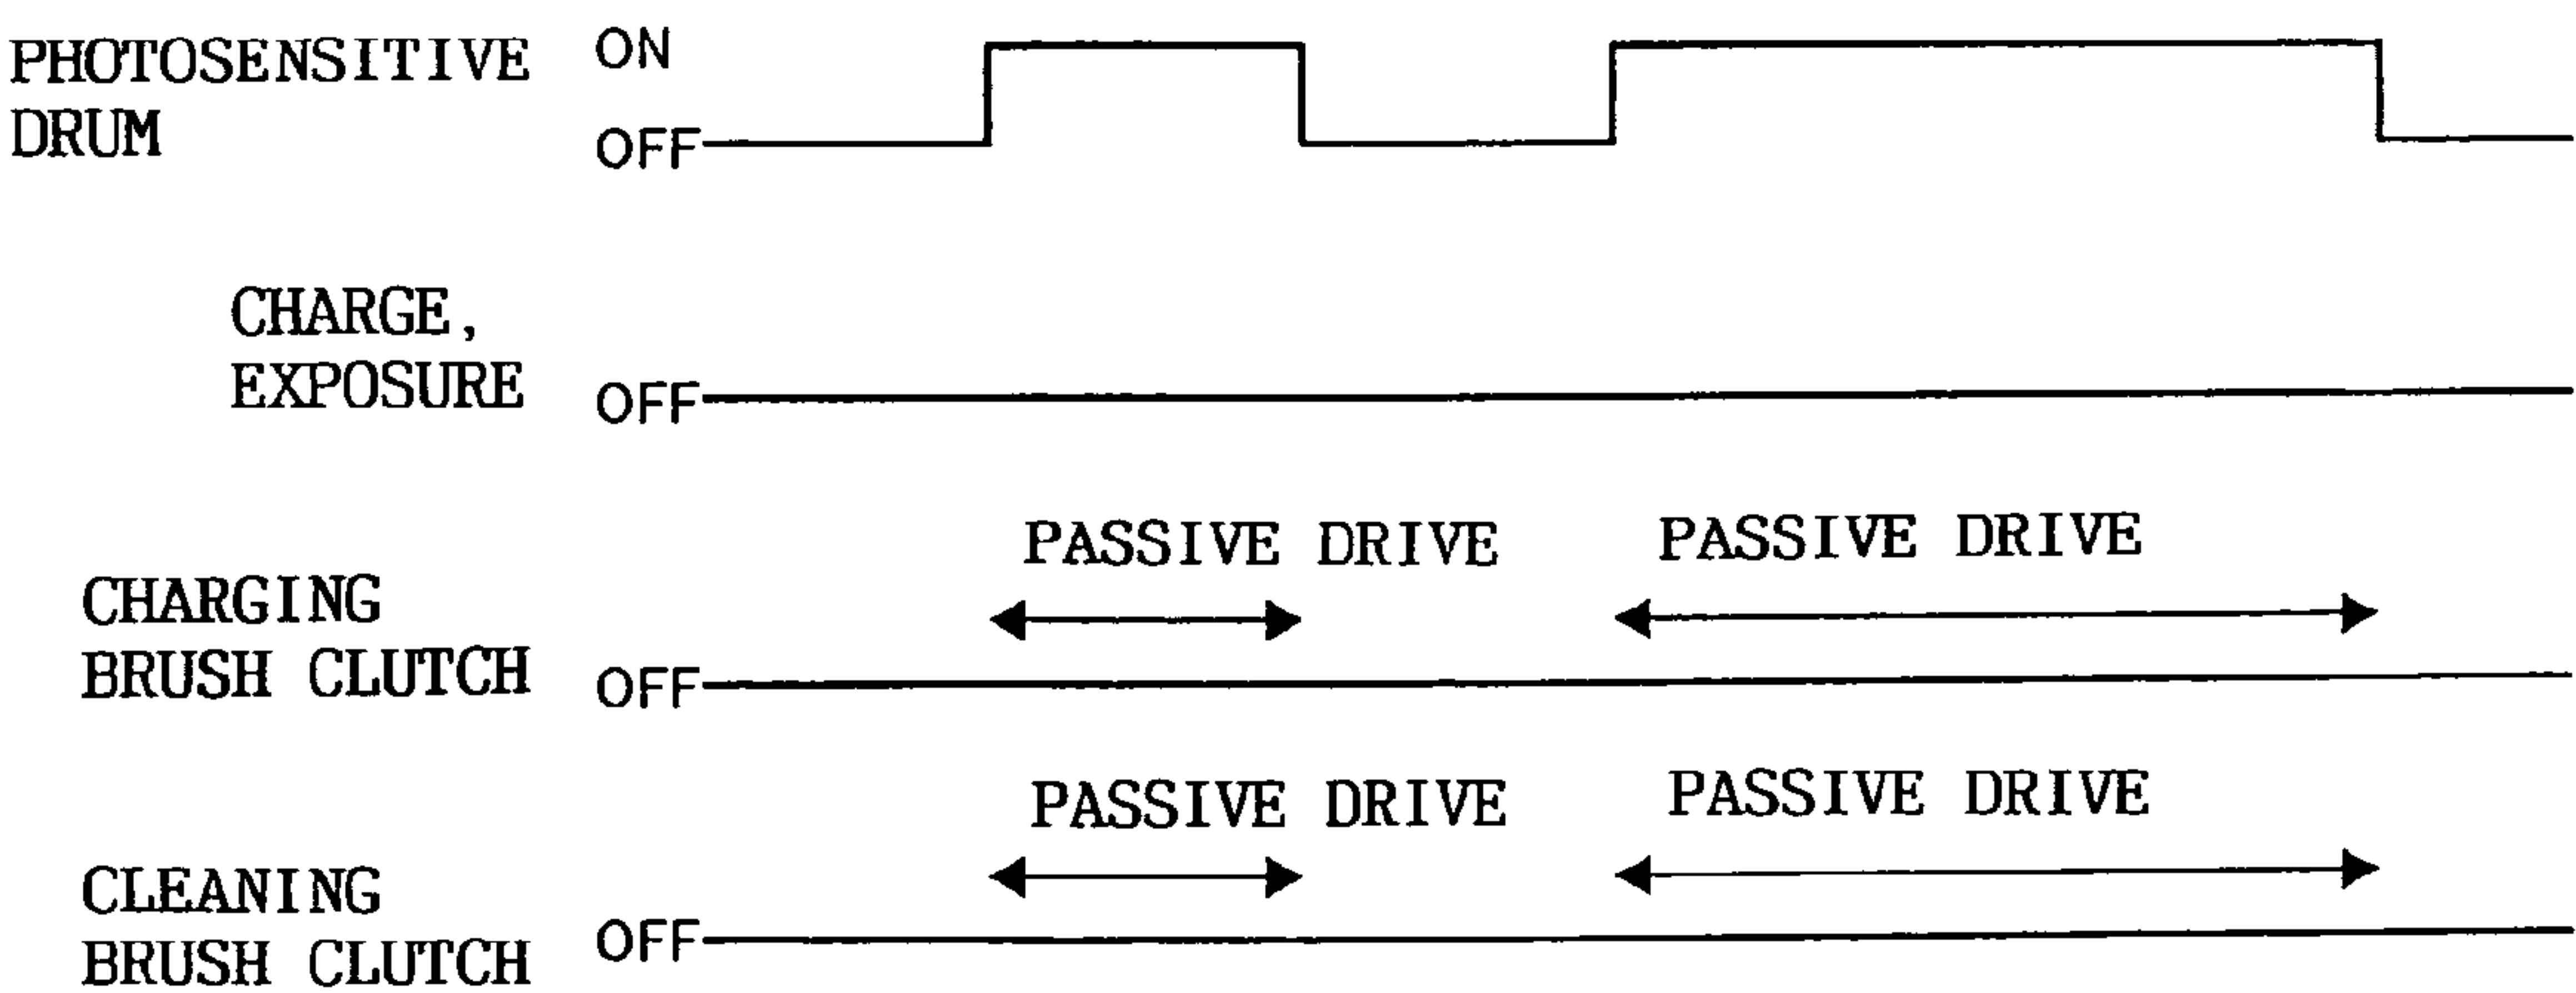 PHOTOSENSITIVE
DRUM
ON
OFF
CHARGE,
EXPOSURE
OFF
PASSIVE DRIVE
PASSIVE DRIVE
CHARGING
BRUSH CLUTCH
OFF
PASSIVE DRIVE
PASSIVE DRIVE
CLEANING
BRUSH CLUTCH
OFF